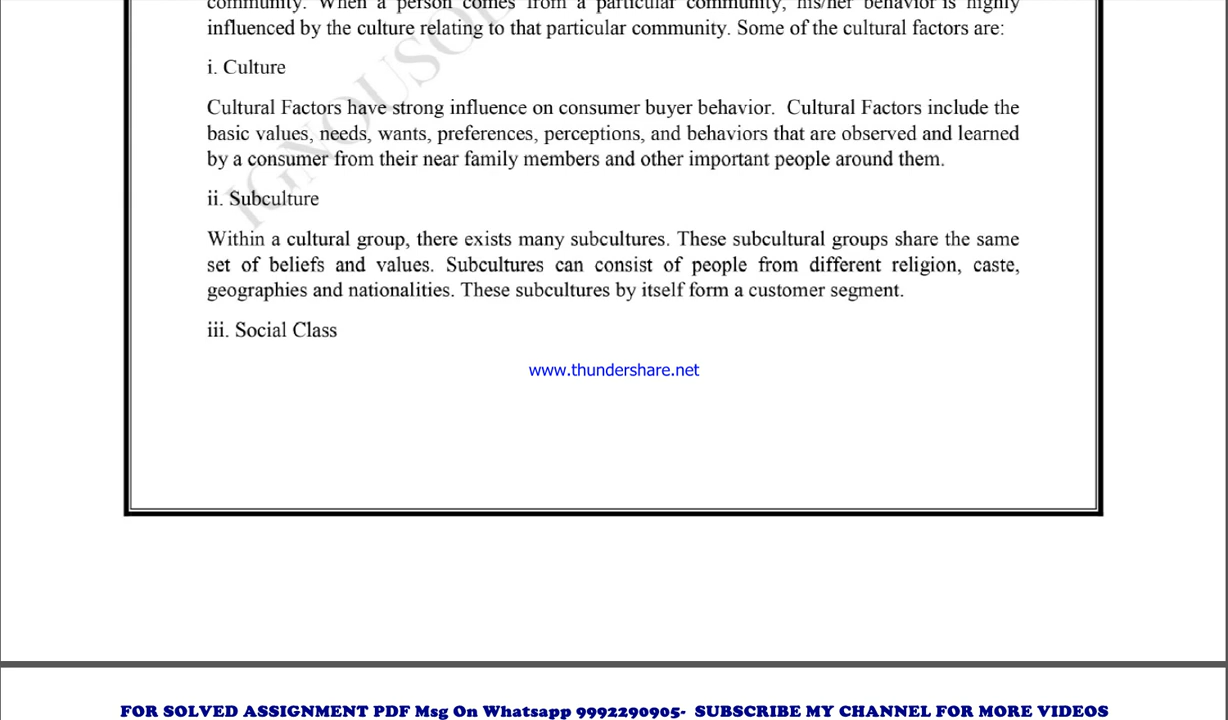 community. When a person comes from a particular community, his/her behavior is highly
influenced by the culture relating to that particular community. Some of the cultural factors are:
i. Culture
Cultural Factors have strong influence on consumer buyer behavior. Cultural Factors include the
basic values, needs, wants, preferences, perceptions, and behaviors that are observed and learned
by a consumer from their near family members and other important people around them.
ii. Subculture
Within a cultural group, there exists many subcultures. These subcultural groups share the same
set of beliefs and values. Subcultures can consist of people from different religion, caste,
geographies and nationalities. These subcultures by itself form a customer segment.
iii. Social Class
www.thundershare.net
FOR SOLVED ASSIGNMENT PDF Msg On Whatsapp 9992290905- SUBSCRIBE MY CHANNEL FOR MORE VIDEOS